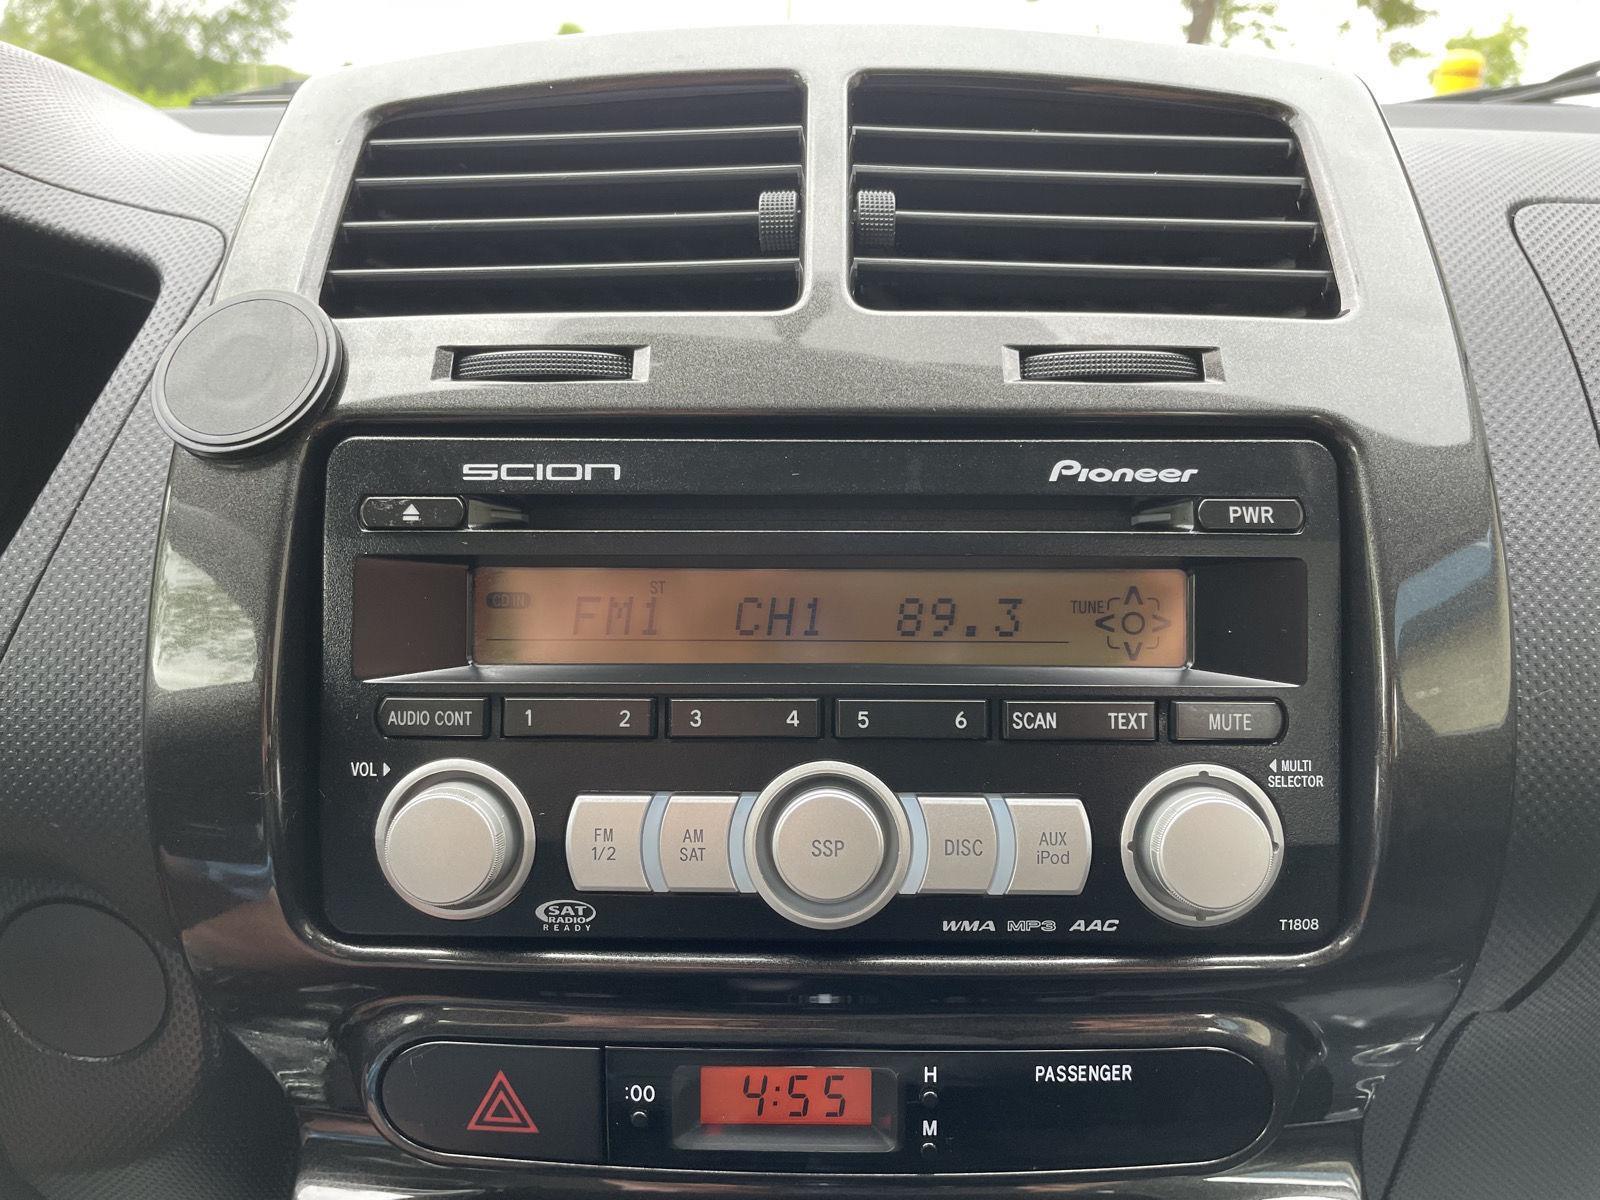 SCION
Pioneer
PWR
CD IN
ST
FM1 CH1 89.3
TUNE
AUDIO CONT
1 2
3 4
5 6
SCAN TEXT
MUTE
VOL
MULTI
SELECTOR
FM
1/2
AM
SAT
SSP
DISC
AUX
iPod
SAT
RADIO
READY
WMA MP3 AAC
T1808
:00
4:55
H
M
PASSENGER